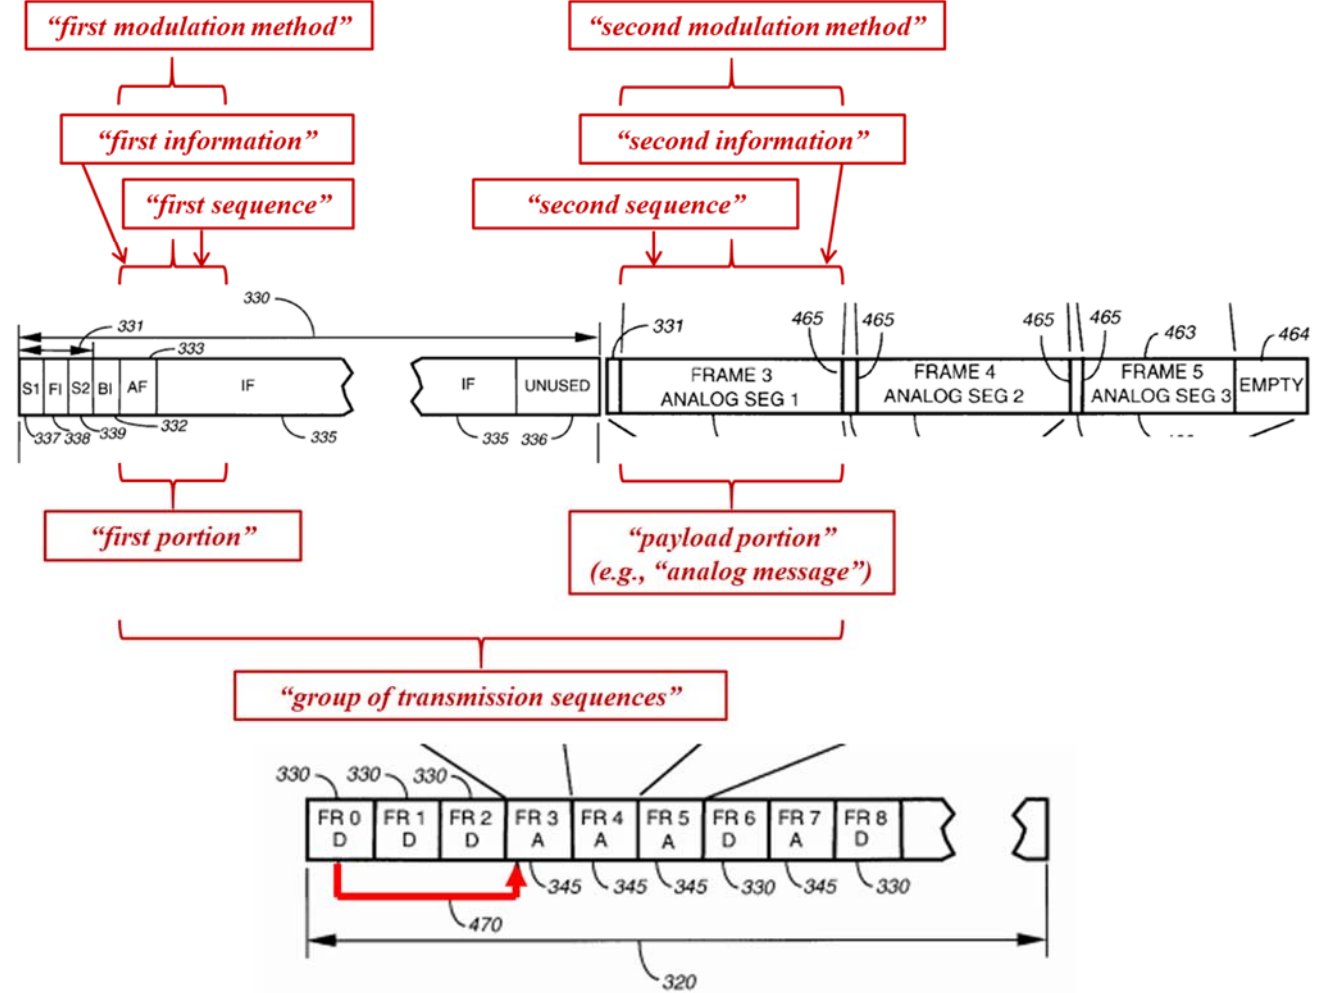 “first modulation method”
“second modulation method”
“first information”
“second information”
“first sequence”
“second sequence”
330
331
333
331
465
465
465
465
463
464
S1
FI
S2
BI
AF
IF
IF
UNUSED
FRAME 3
ANALOG SEG 1
FRAME 4
ANALOG SEG 2
FRAME 5
ANALOG SEG 3
EMPTY
337
338
339
332
335
335
336
“first portion”
“payload portion”
(e.g., “analog message”)
“group of transmission sequences”
330
330
330
FR 0
D
FR 1
D
FR 2
D
FR 3
A
FR 4
A
FR 5
A
FR 6
D
FR 7
A
FR 8
D
345
345
345
330
345
330
470
320